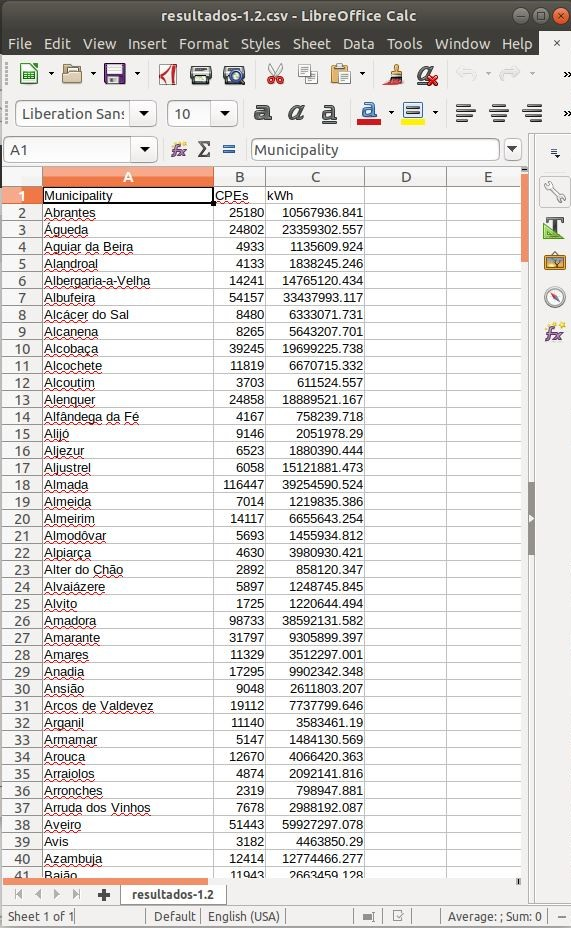 resultados-1.2.csv - LibreOffice Calc
File Edit View Insert Format Styles Sheet Data Tools Window Help
Liberation Sans 10
A1 Municipality
A B C D E
1 Municipality CPEs kWh
2 Abrantes 25180 10567936.841
3 Águeda 24802 23359302.557
4 Aguiar da Beira 4933 1135609.924
5 Alandroal 4133 1838245.246
6 Albergaria-a-Velha 14241 14765120.434
7 Albufeira 54157 33437993.117
8 Alcácer do Sal 8480 6333071.731
9 Alcanena 8265 5643207.701
10 Alcobaça 39245 19699225.738
11 Alcochete 11819 6670715.332
12 Alcoutim 3703 611524.557
13 Alenquer 24858 18889521.167
14 Alfândega da Fé 4167 758239.718
15 Alijó 9146 2051978.29
16 Aljezur 6523 1880390.444
17 Aljustrel 6058 15121881.473
18 Almada 116447 39254590.524
19 Almeida 7014 1219835.386
20 Almeirim 14117 6655643.254
21 Almodôvar 5693 1455934.812
22 Alpiarça 4630 3980930.421
23 Alter do Chão 2892 858120.347
24 Alvaiázere 5897 1248745.845
25 Alvito 1725 1220644.494
26 Amadora 98733 38592131.582
27 Amarante 31797 9305899.397
28 Amares 11329 3512297.001
29 Anadia 17295 9902342.348
30 Ansião 9048 2611803.207
31 Arcos de Valdevez 19112 7737799.646
32 Arganil 11140 3583461.19
33 Armamar 5147 1484130.569
34 Arouca 12670 4066420.363
35 Arraiolos 4874 2092141.816
36 Arronches 2319 798947.881
37 Arruda dos Vinhos 7678 2988192.087
38 Aveiro 51443 59927297.078
39 Avis 3182 4463850.29
40 Azambuja 12414 12774466.277
41 Baião 11943 2663459.128
resultados-1.2
Sheet 1 of 1 Default English (USA) Average: ; Sum: 0